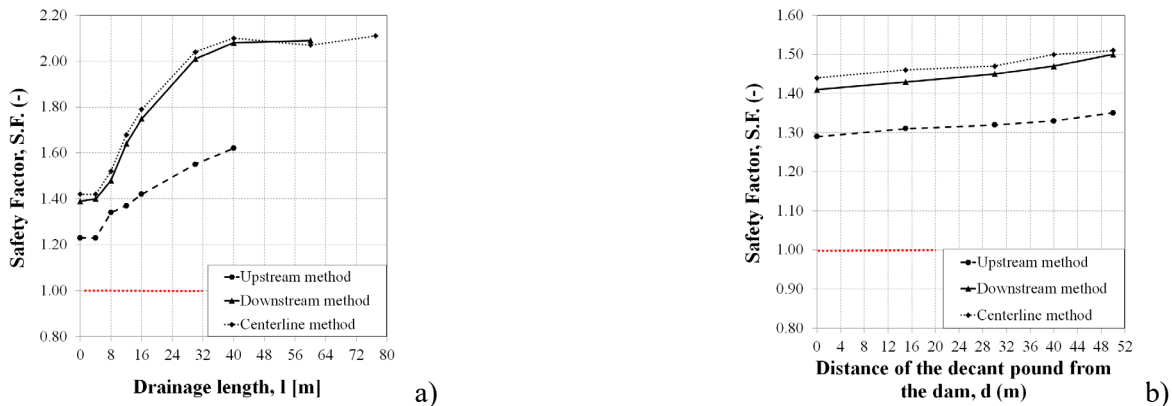 2.20
2.00
1.80
1.60
1.40
1.20
1.00
0.80
Safety Factor, S.F. (-)
Upstream method
Downstream method
Centerline method
0 8 16 24 32 40 48 56 64 72 80
Drainage length, l [m]
a)
1.60
1.50
1.40
1.30
1.20
1.10
1.00
0.90
0.80
Safety Factor, S.F. (-)
Upstream method
Downstream method
Centerline method
0 4 8 12 16 20 24 28 32 36 40 44 48 52
Distance of the decant pound from
the dam, d (m)
b)